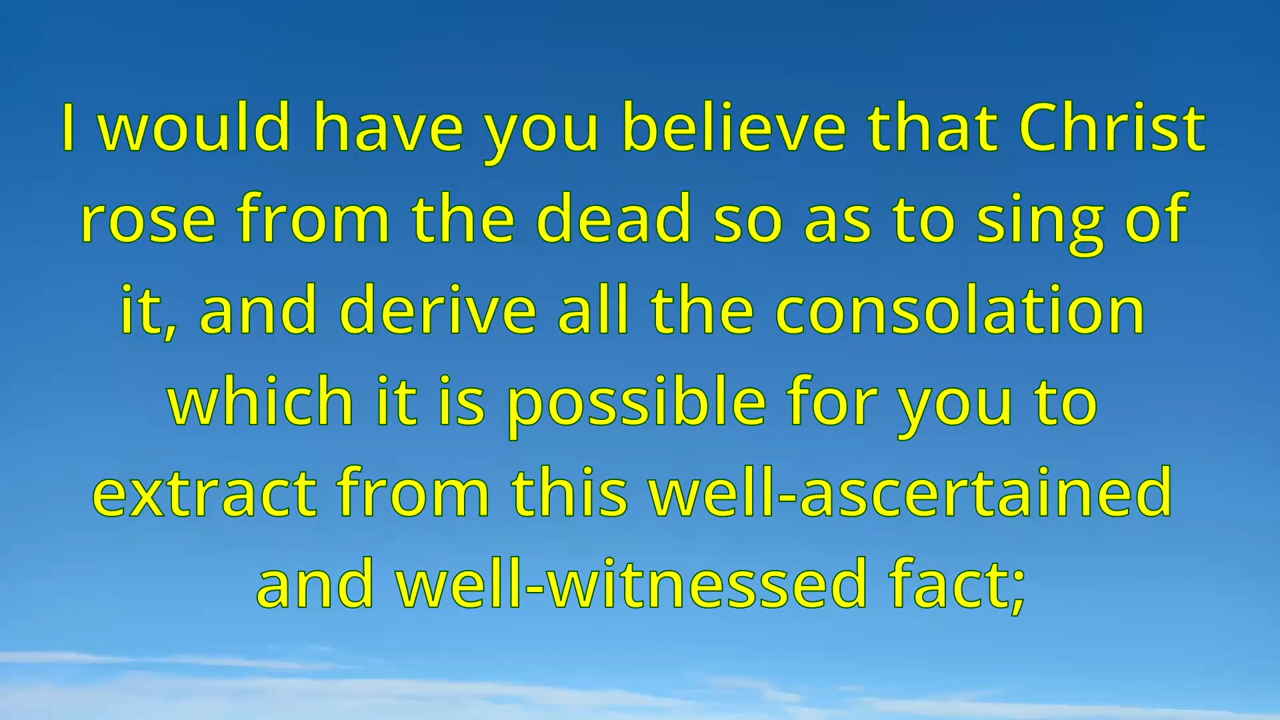 I would have you believe that Christ
rose from the dead so as to sing of
it, and derive all the consolation
which it is possible for you to
extract from this well-ascertained
and well-witnessed fact;